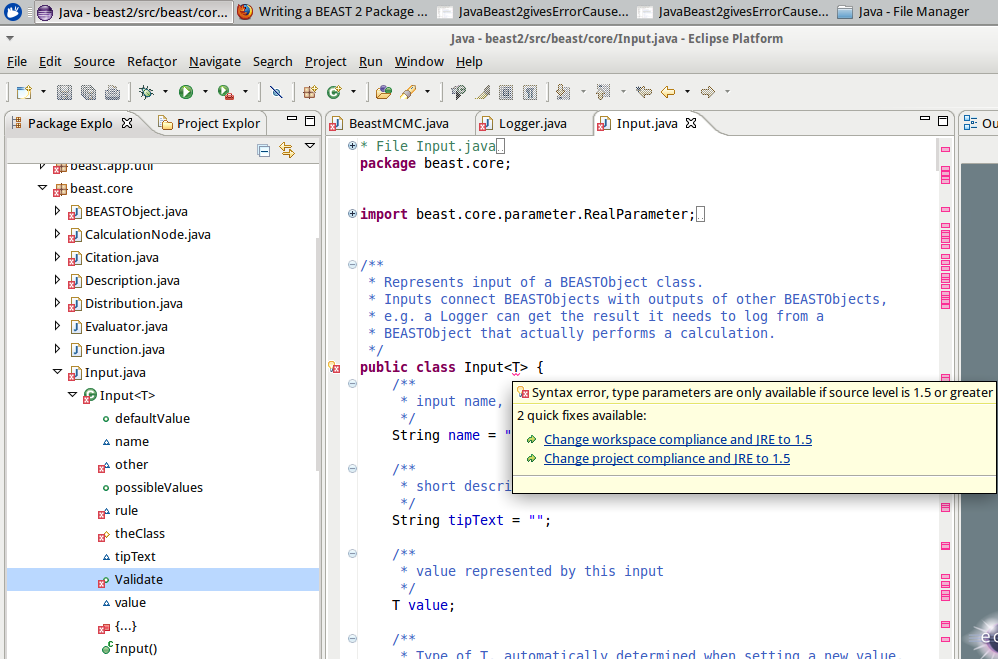 Java - beast2/src/beast/cor...
Writing a BEAST 2 Package ...
JavaBeast2givesErrorCause...
JavaBeast2givesErrorCause...
Java - File Manager
Java - beast2/src/beast/core/Input.java - Eclipse Platform
File Edit Source Refactor Navigate Search Project Run Window Help
Package Explo
Project Explor
BeastMCMC.java
Logger.java
Input.java
Ou
beast.app.util
beast.core
BEASTObject.java
CalculationNode.java
Citation.java
Description.java
Distribution.java
Evaluator.java
Function.java
Input.java
Input<T>
defaultValue
name
other
possibleValues
rule
theClass
tipText
Validate
value
{...}
Input()
* File Input.java
package beast.core;
import beast.core.parameter.RealParameter;
/**
* Represents input of a BEASTObject class.
* Inputs connect BEASTObjects with outputs of other BEASTObjects,
* e.g. a Logger can get the result it needs to log from a
* BEASTObject that actually performs a calculation.
*/
public class Input<T> {
/**
* input name,
*/
String name = "
/**
* short descri
*/
String tipText = "";
/**
* value represented by this input
*/
T value;
/**
* Type of T, automatically determined when setting a new value.
Syntax error, type parameters are only available if source level is 1.5 or greater
2 quick fixes available:
Change workspace compliance and JRE to 1.5
Change project compliance and JRE to 1.5